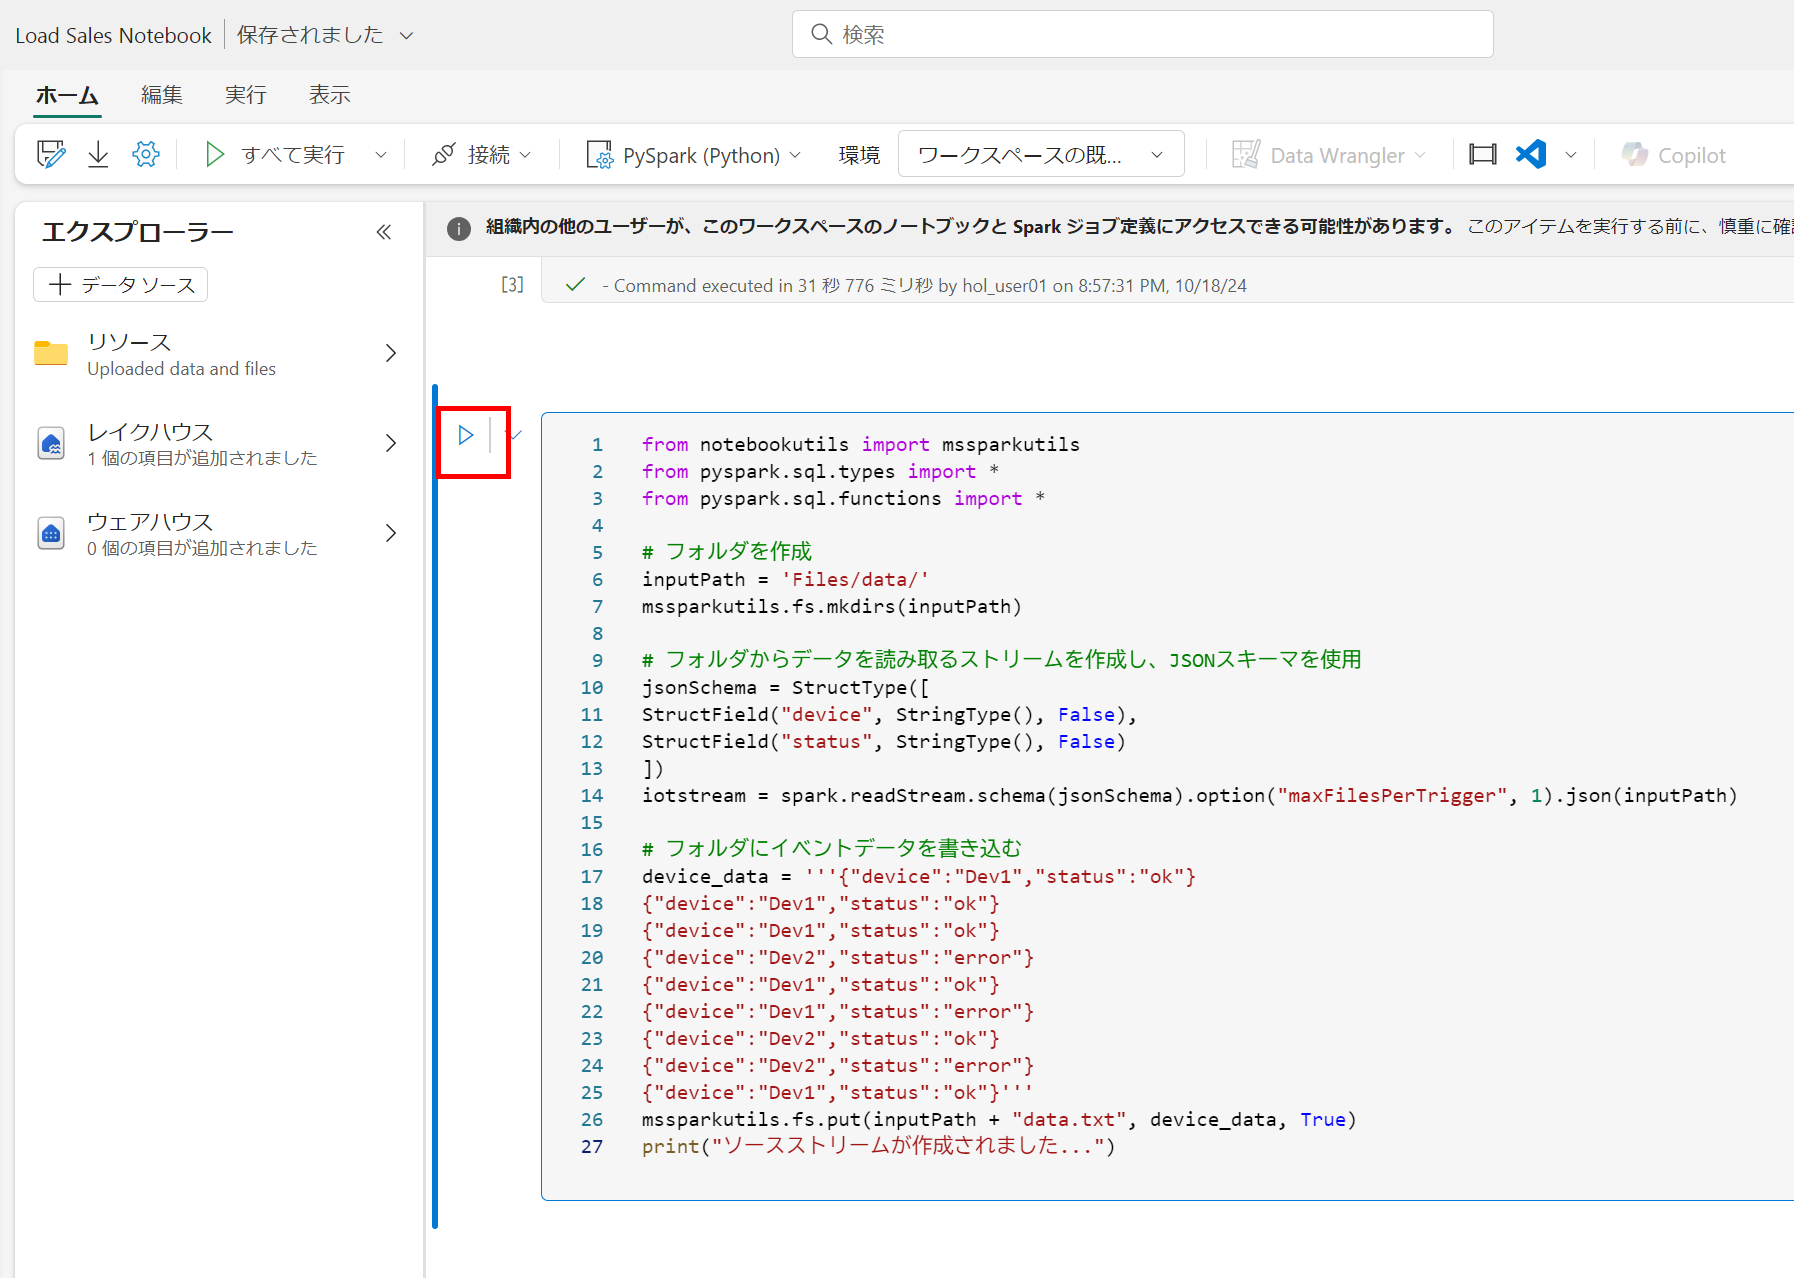 Load Sales Notebook 保存されました
検索
ホーム 編集 実行 表示
すべて実行 接続 PySpark (Python) 環境 ワークスペースの既... Data Wrangler Copilot
エクスプローラー
データ ソース
リソース
Uploaded data and files
レイクハウス
1 個の項目が追加されました
ウェアハウス
0 個の項目が追加されました
組織内の他のユーザーが、このワークスペースのノートブックと Spark ジョブ定義にアクセスできる可能性があります。 このアイテムを実行する前に、慎重に確
[3] - Command executed in 31 秒 776 ミリ秒 by hol_user01 on 8:57:31 PM, 10/18/24
1 from notebookutils import mssparkutils
2 from pyspark.sql.types import *
3 from pyspark.sql.functions import *
4
5 # フォルダを作成
6 inputPath = 'Files/data/'
7 mssparkutils.fs.mkdirs(inputPath)
8
9 # フォルダからデータを読み取るストリームを作成し、JSONスキーマを使用
10 jsonSchema = StructType([
11 StructField("device", StringType(), False),
12 StructField("status", StringType(), False)
13 ])
14 iotstream = spark.readStream.schema(jsonSchema).option("maxFilesPerTrigger", 1).json(inputPath)
15
16 # フォルダにイベントデータを書き込む
17 device_data = '''{"device":"Dev1","status":"ok"}
18 {"device":"Dev1","status":"ok"}
19 {"device":"Dev1","status":"ok"}
20 {"device":"Dev2","status":"error"}
21 {"device":"Dev1","status":"ok"}
22 {"device":"Dev1","status":"error"}
23 {"device":"Dev2","status":"ok"}
24 {"device":"Dev2","status":"error"}
25 {"device":"Dev1","status":"ok"}'''
26 mssparkutils.fs.put(inputPath + "data.txt", device_data, True)
27 print("ソースストリームが作成されました...")